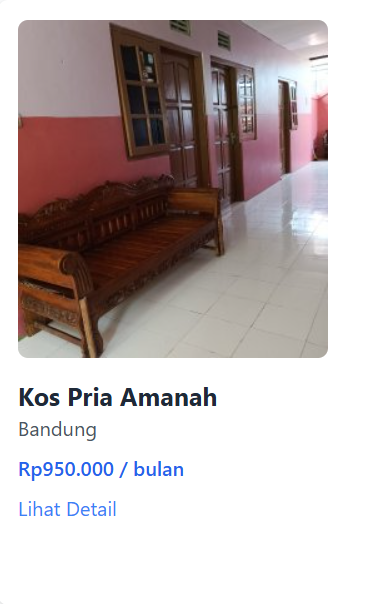 Kos Pria Amanah
Bandung
Rp950.000 / bulan
Lihat Detail